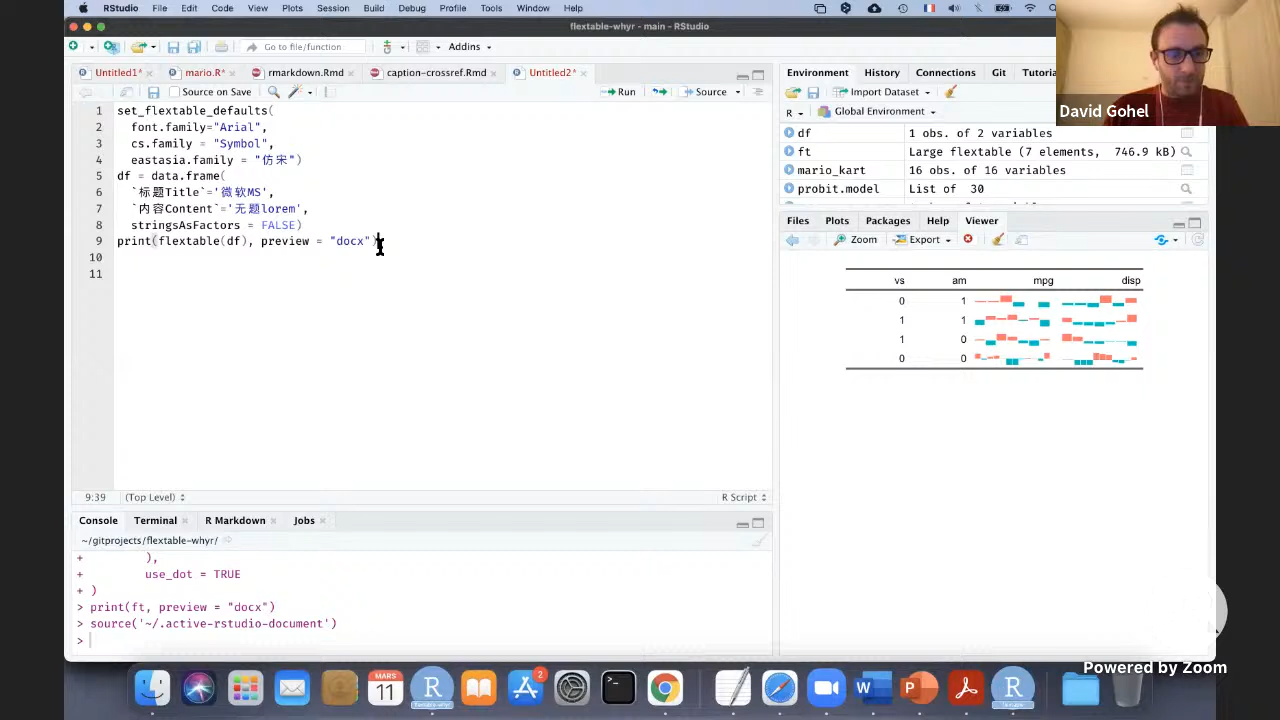 RStudio File Edit Code View Plots Session Build Debug Profile Tools Window Help
flextable-whyr - main - RStudio
Go to file/function Addins
Untitled1* mario.R* rmarkdown.Rmd caption-crossref.Rmd Untitled2*
Source on Save Run Source
1 set_flextable_defaults(
2 font.family="Arial",
3 cs.family = "Symbol",
4 eastasia.family = "仿宋")
5 df = data.frame(
6 `标题Title`='微软MS',
7 `内容Content`='无题lorem',
8 stringsAsFactors = FALSE)
9 print(flextable(df), preview = "docx")
10
11
9:39 (Top Level) R Script
Console Terminal R Markdown Jobs
~/gitprojects/flextable-whyr/
+ ),
+ use_dot = TRUE
+ )
> print(ft, preview = "docx")
> source('~/.active-rstudio-document')
>
Environment History Connections Git Tutoria
Import Dataset
R Global Environment
df 1 obs. of 2 variables
ft Large flextable (7 elements, 746.9 kB)
mario_kart 16 obs. of 16 variables
probit.model List of 30
Files Plots Packages Help Viewer
Zoom Export
vs am mpg disp
0 1
1 1
1 0
0 0
David Gohel
MARS
11
2
R
flextable-whyr
W
P
R
Powered by Zoom